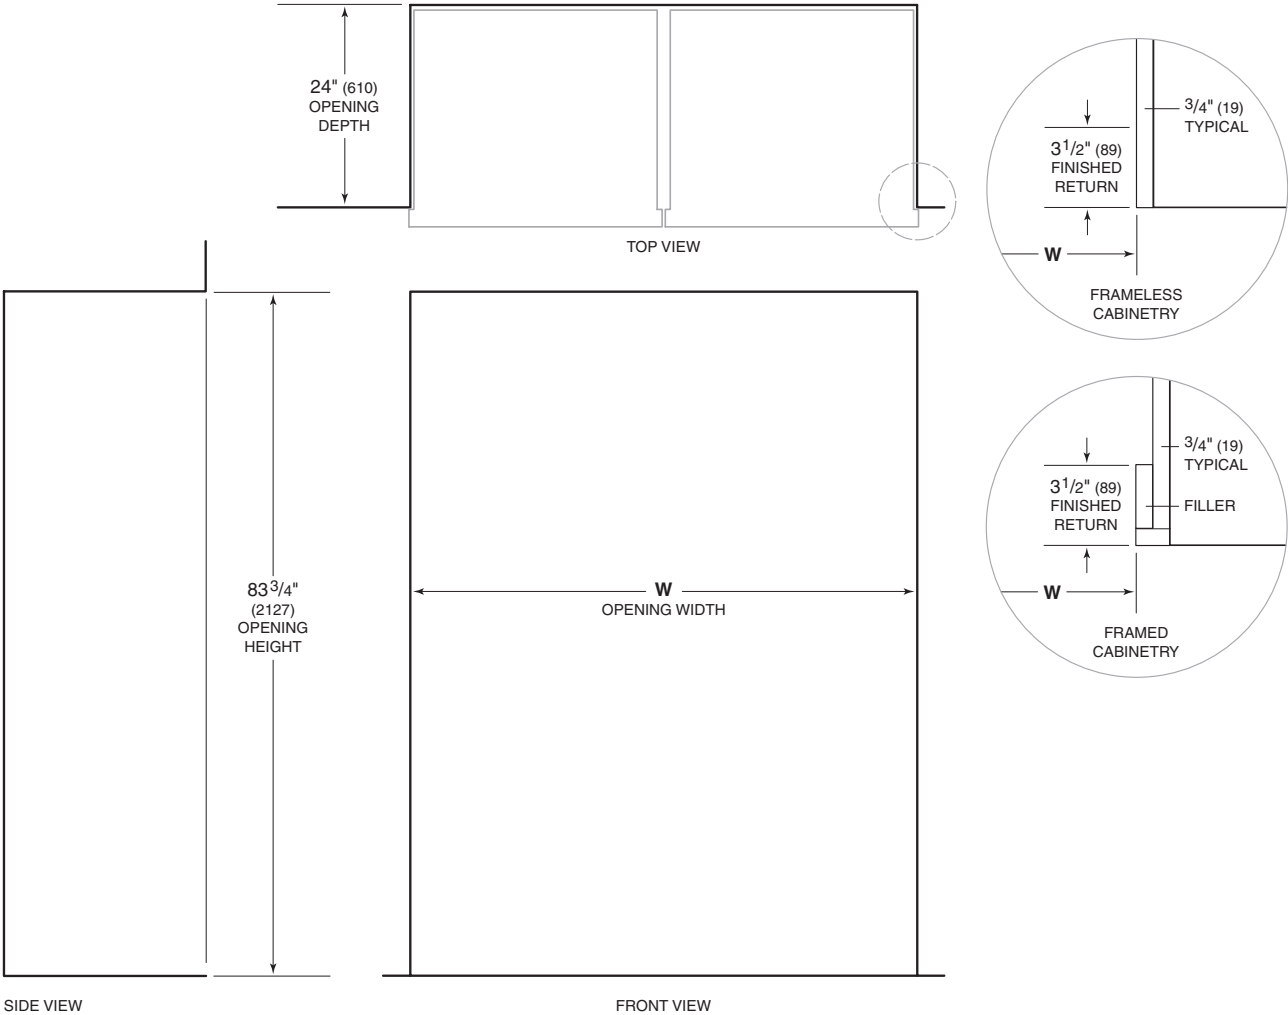 24" (610)
OPENING
DEPTH
TOP VIEW
3/4" (19)
TYPICAL
3 1/2" (89)
FINISHED
RETURN
W
FRAMELESS
CABINETRY
83 3/4"
(2127)
OPENING
HEIGHT
W
OPENING WIDTH
3/4" (19)
TYPICAL
3 1/2" (89)
FINISHED
RETURN
FILLER
W
FRAMED
CABINETRY
SIDE VIEW
FRONT VIEW